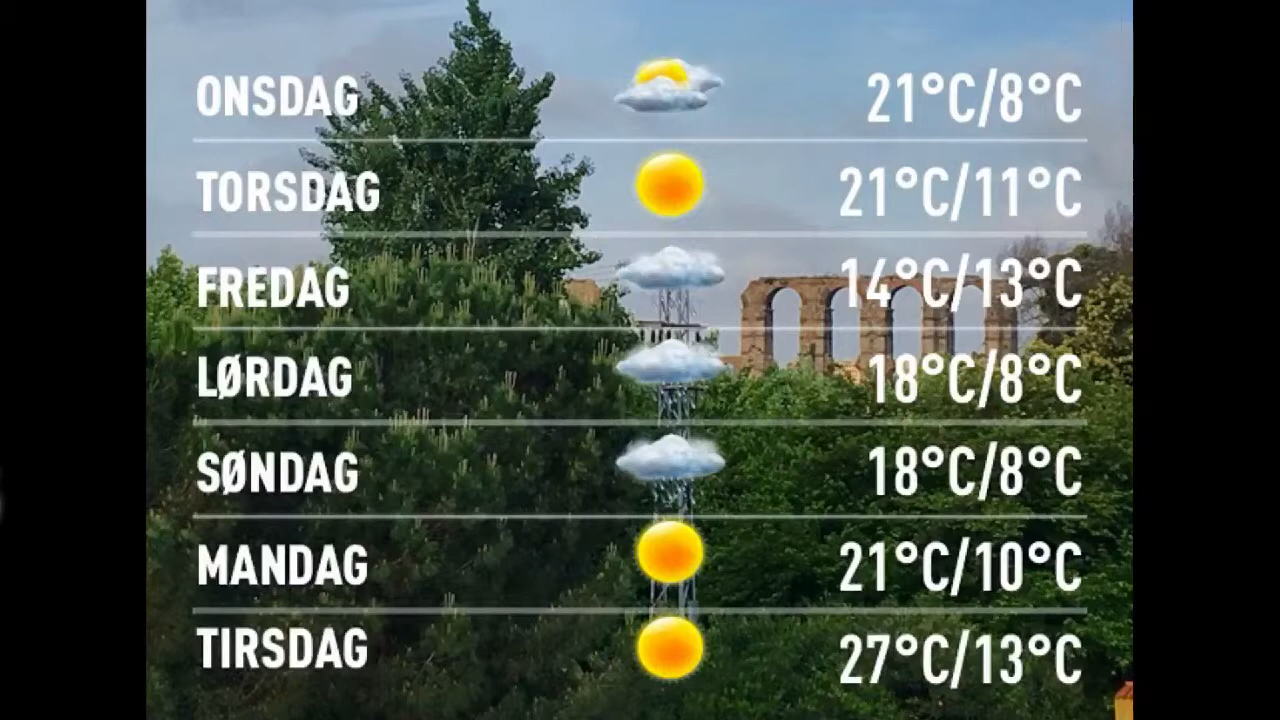 ONSDAG 21°C/8°C
TORSDAG 21°C/11°C
FREDAG 14°C/13°C
LØRDAG 18°C/8°C
SØNDAG 18°C/8°C
MANDAG 21°C/10°C
TIRSDAG 27°C/13°C